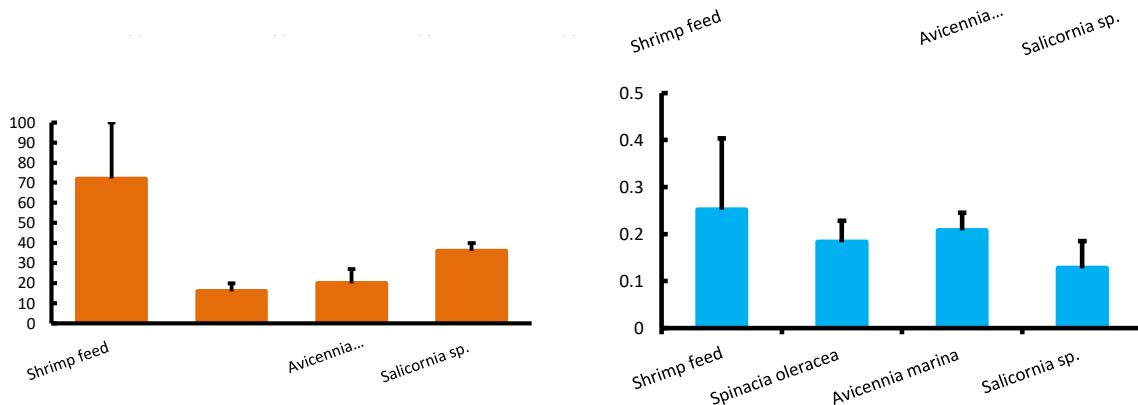 Shrimp feed
Avicennia...
Salicornia sp.
100
90
80
70
60
50
40
30
20
10
0
Shrimp feed
Avicennia...
Salicornia sp.
0.5
0.4
0.3
0.2
0.1
0
Shrimp feed
Spinacia oleracea
Avicennia marina
Salicornia sp.